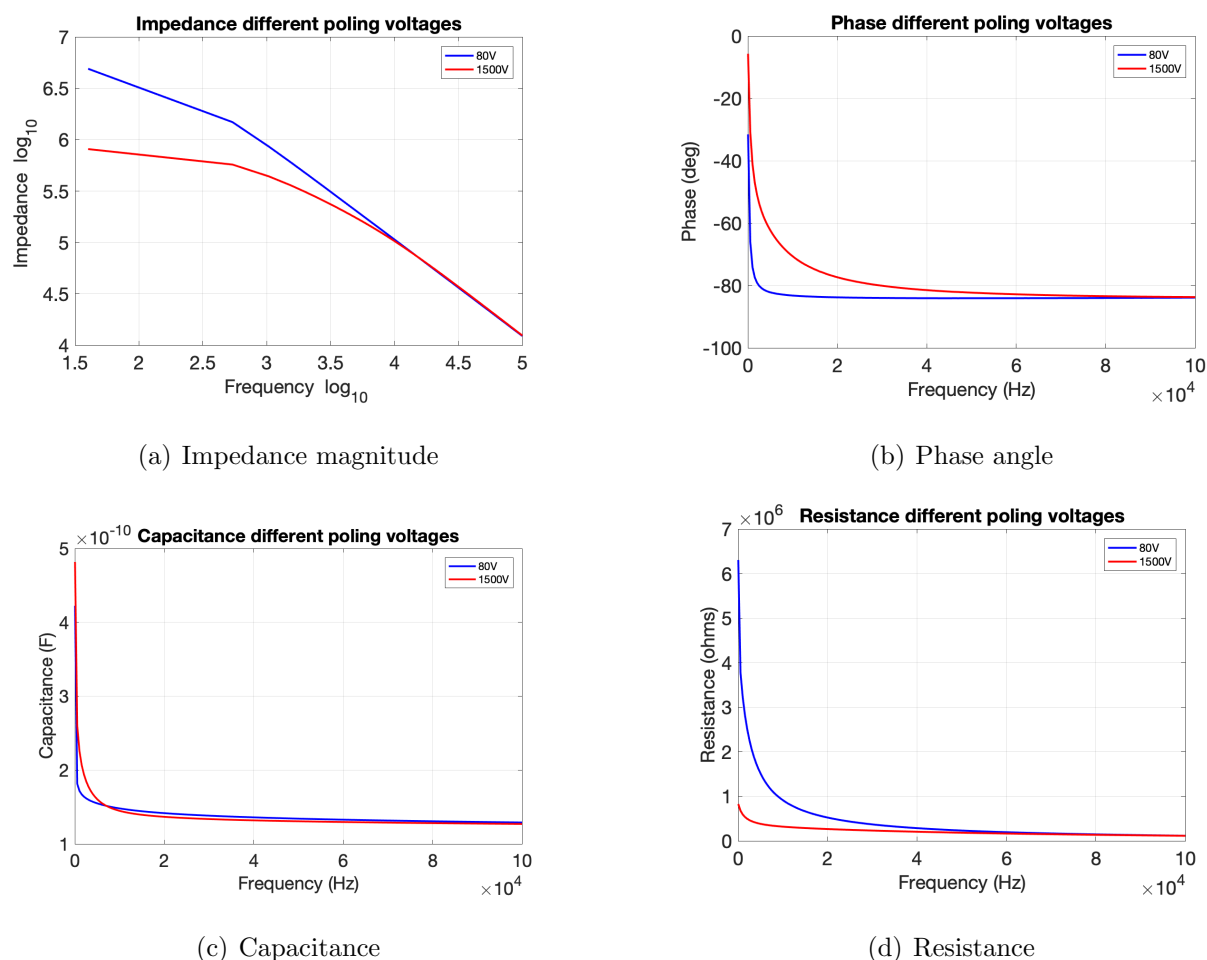 Impedance different poling voltages
7
6.5
6
5.5
5
4.5
4
Impedance log10
80V
1500V
1.5 2 2.5 3 3.5 4 4.5 5
Frequency log10
(a) Impedance magnitude
Phase different poling voltages
0
-20
-40
-60
-80
-100
Phase (deg)
80V
1500V
0 2 4 6 8 10
Frequency (Hz)
×10^4
(b) Phase angle
×10^-10 Capacitance different poling voltages
5
4
3
2
1
Capacitance (F)
80V
1500V
0 2 4 6 8 10
Frequency (Hz)
×10^4
(c) Capacitance
×10^6 Resistance different poling voltages
7
6
5
4
3
2
1
0
Resistance (ohms)
80V
1500V
0 2 4 6 8 10
Frequency (Hz)
×10^4
(d) Resistance